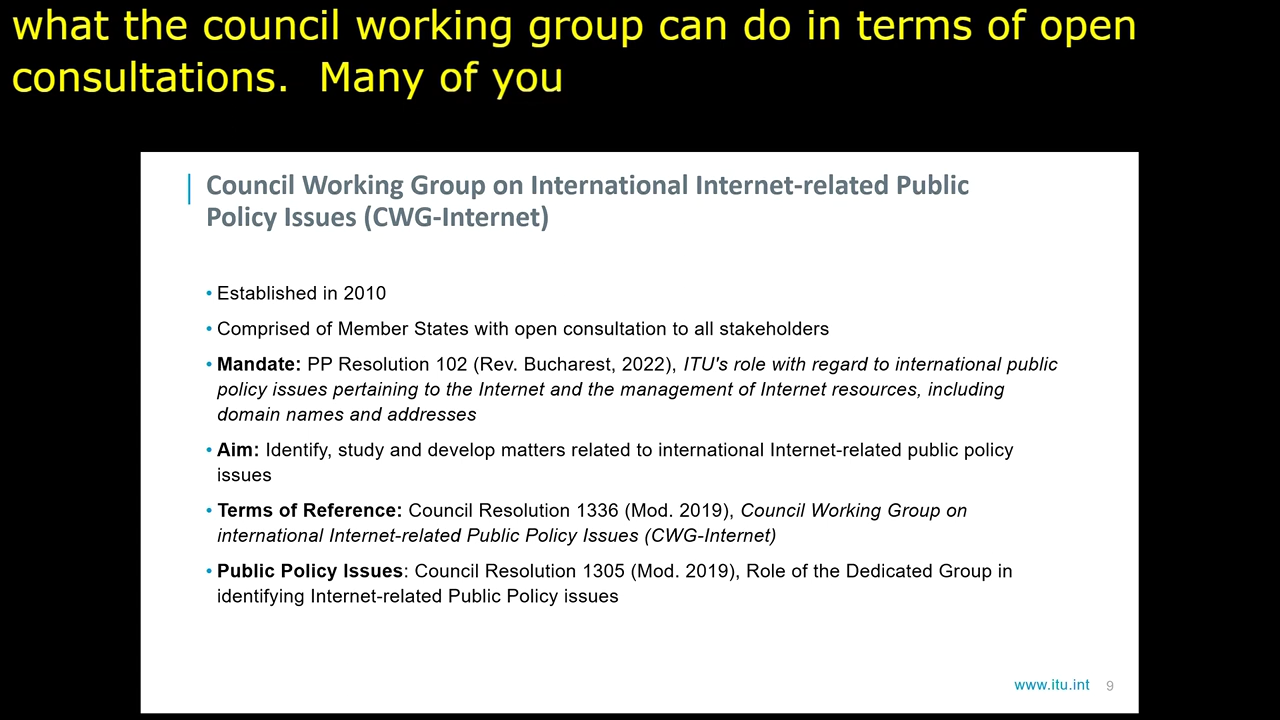 what the council working group can do in terms of open
consultations.  Many of you
Council Working Group on International Internet-related Public
Policy Issues (CWG-Internet)
• Established in 2010
• Comprised of Member States with open consultation to all stakeholders
• Mandate: PP Resolution 102 (Rev. Bucharest, 2022), ITU's role with regard to international public
policy issues pertaining to the Internet and the management of Internet resources, including
domain names and addresses
• Aim: Identify, study and develop matters related to international Internet-related public policy
issues
• Terms of Reference: Council Resolution 1336 (Mod. 2019), Council Working Group on
international Internet-related Public Policy Issues (CWG-Internet)
• Public Policy Issues: Council Resolution 1305 (Mod. 2019), Role of the Dedicated Group in
identifying Internet-related Public Policy issues
www.itu.int 9